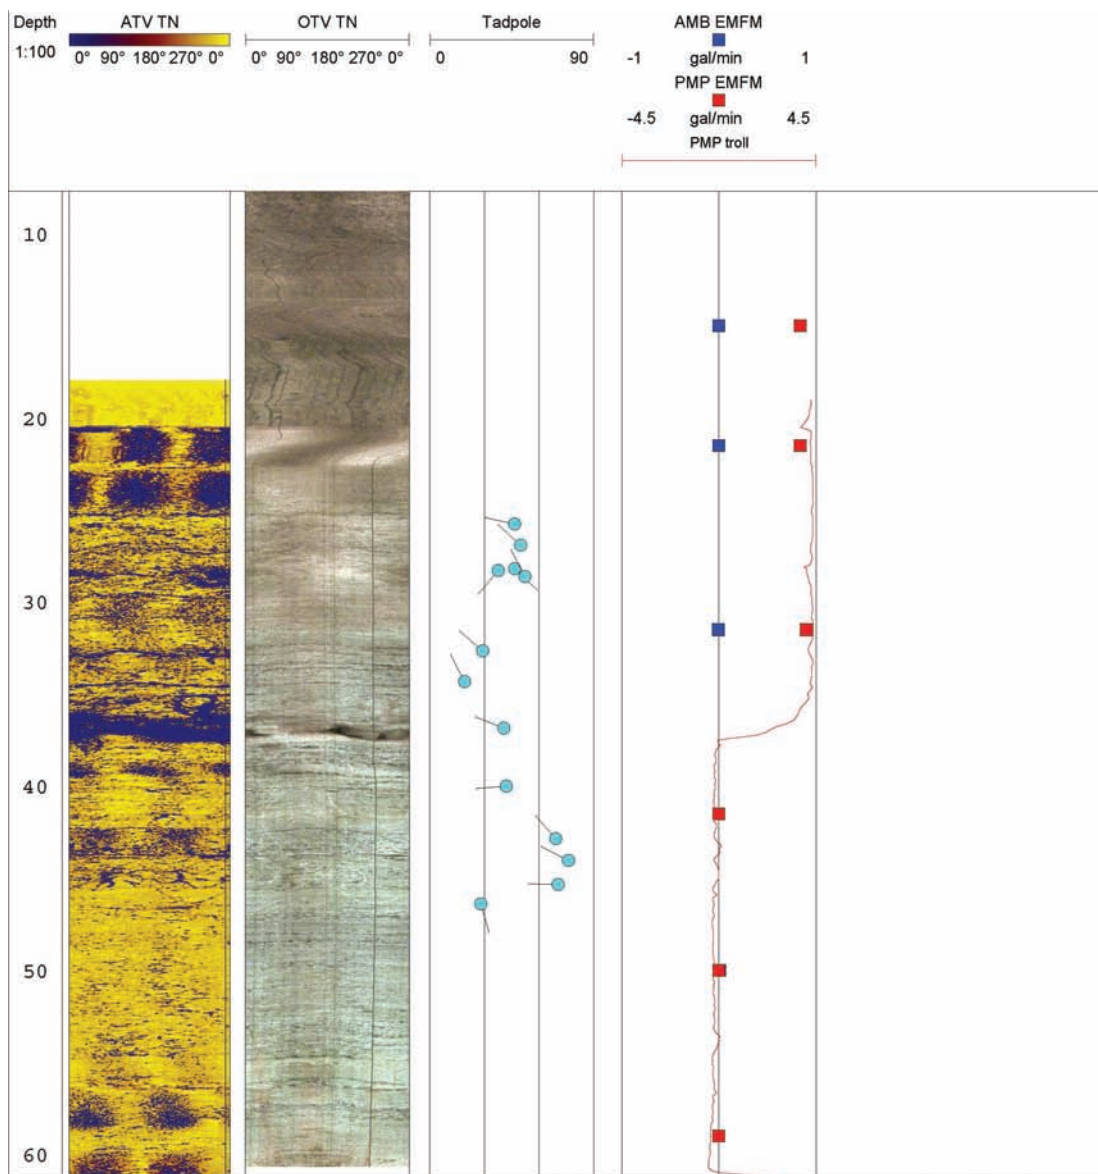 Depth ATV TN OTV TN Tadpole AMB EMFM
1:100 0° 90° 180° 270° 0° 0° 90° 180° 270° 0° 0 90 -1 gal/min 1
PMP EMFM
-4.5 gal/min 4.5
PMP troll
10
20
30
40
50
60